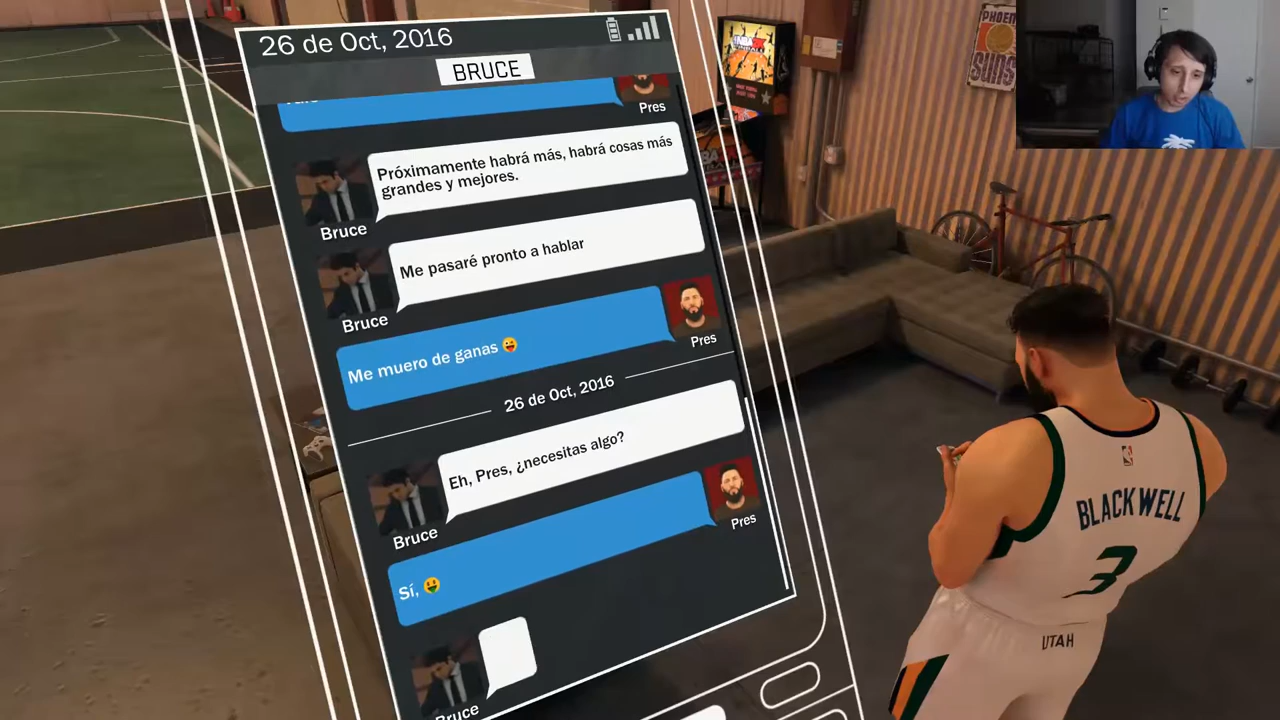 26 de Oct, 2016
BRUCE
Pres
Próximamente habrá más, habrá cosas más
grandes y mejores.
Bruce
Me pasaré pronto a hablar
Bruce
Me muero de ganas 😜
Pres
26 de Oct, 2016
Eh, Pres, ¿necesitas algo?
Bruce
Sí, 🤑
Pres
Bruce
BLACKWELL
3
UTAH
SUNS